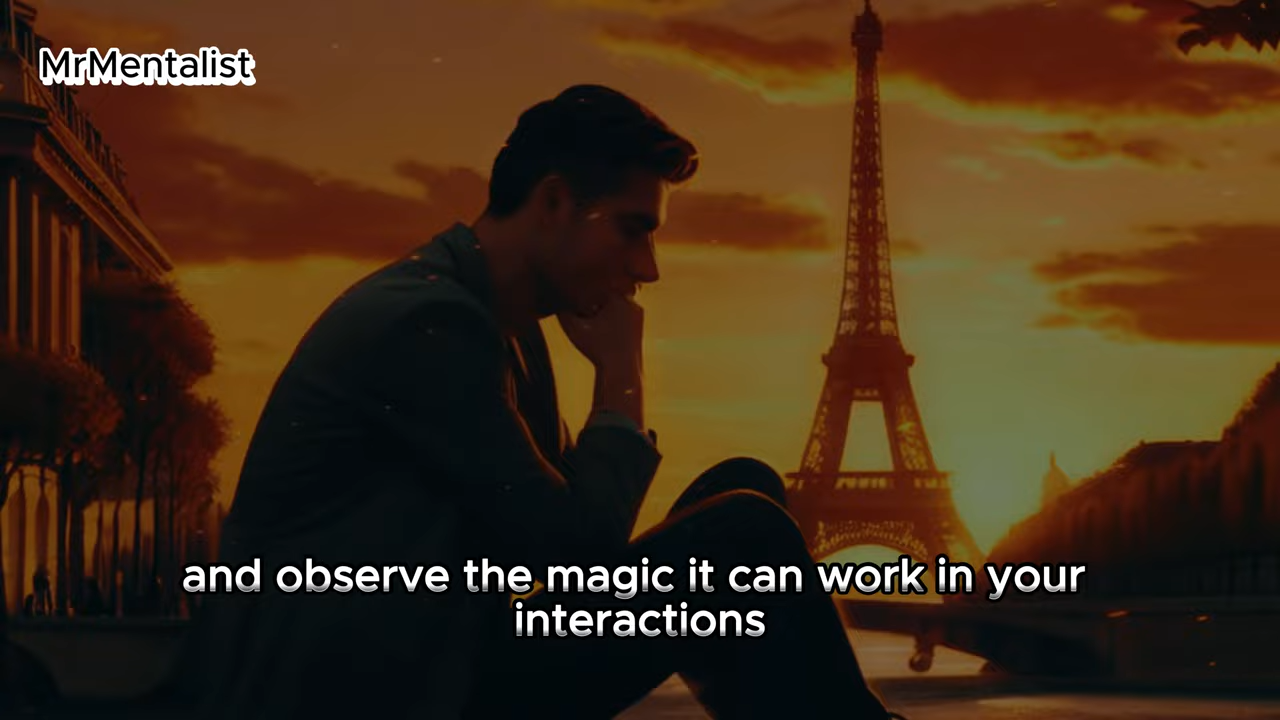 MrMentalist
and observe the magic it can work in your
interactions